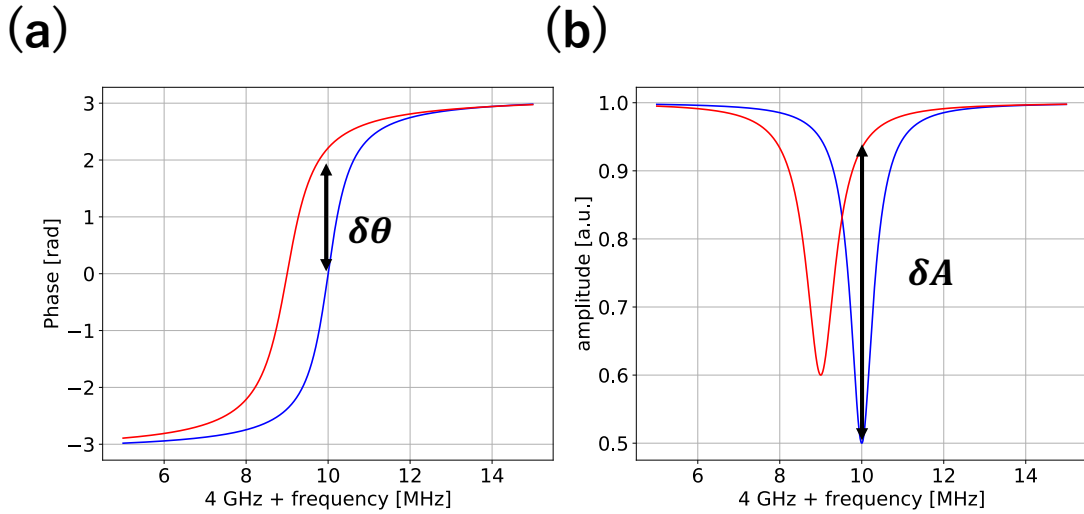 (a)
(b)
Phase [rad]
3
2
1
0
−1
−2
−3
δθ
6
8
10
12
14
4 GHz + frequency [MHz]
amplitude [a.u.]
1.0
0.9
0.8
0.7
0.6
0.5
δA
6
8
10
12
14
4 GHz + frequency [MHz]